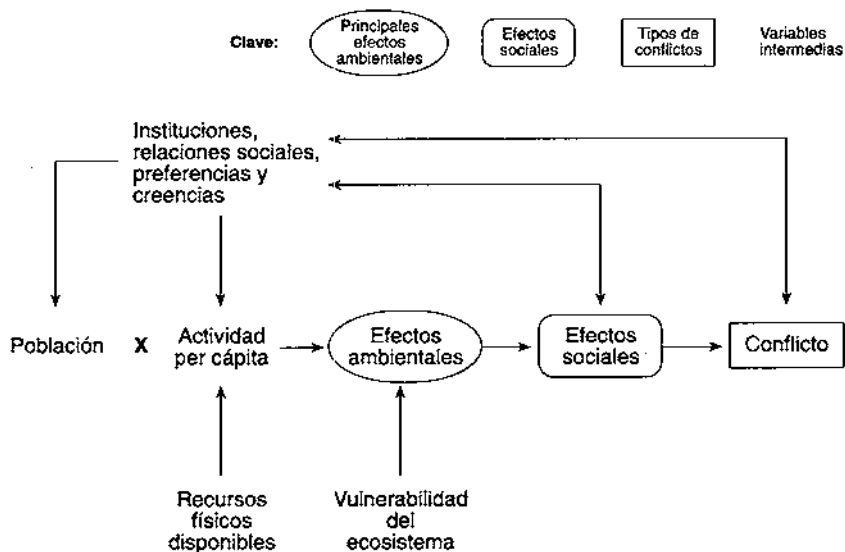 Clave:
Principales
efectos
ambientales
Efectos
sociales
Tipos de
conflictos
Variables
intermedias
Instituciones,
relaciones sociales,
preferencias y
creencias
Población X Actividad
per cápita
Efectos
ambientales
Efectos
sociales
Conflicto
Recursos
físicos
disponibles
Vulnerabilidad
del
ecosistema